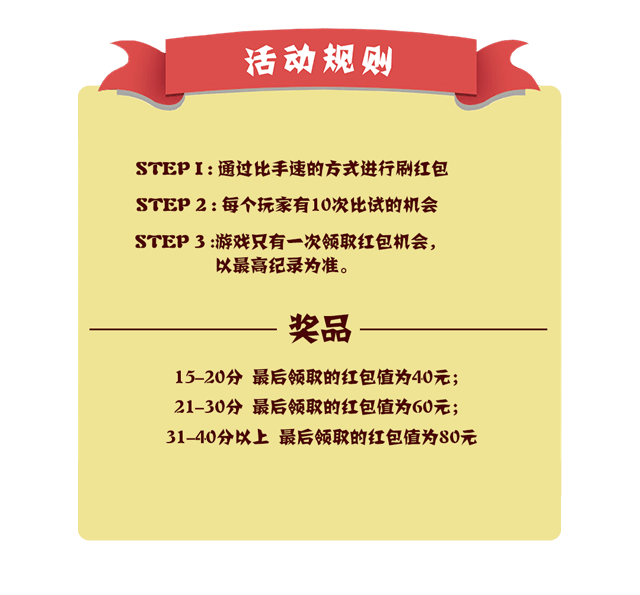 活动规则
STEP 1 : 通过比手速的方式进行刷红包
STEP 2 : 每个玩家有10次比试的机会
STEP 3 :游戏只有一次领取红包机会，
以最高纪录为准。
奖品
15-20分 最后领取的红包值为40元；
21-30分 最后领取的红包值为60元；
31-40分以上 最后领取的红包值为80元